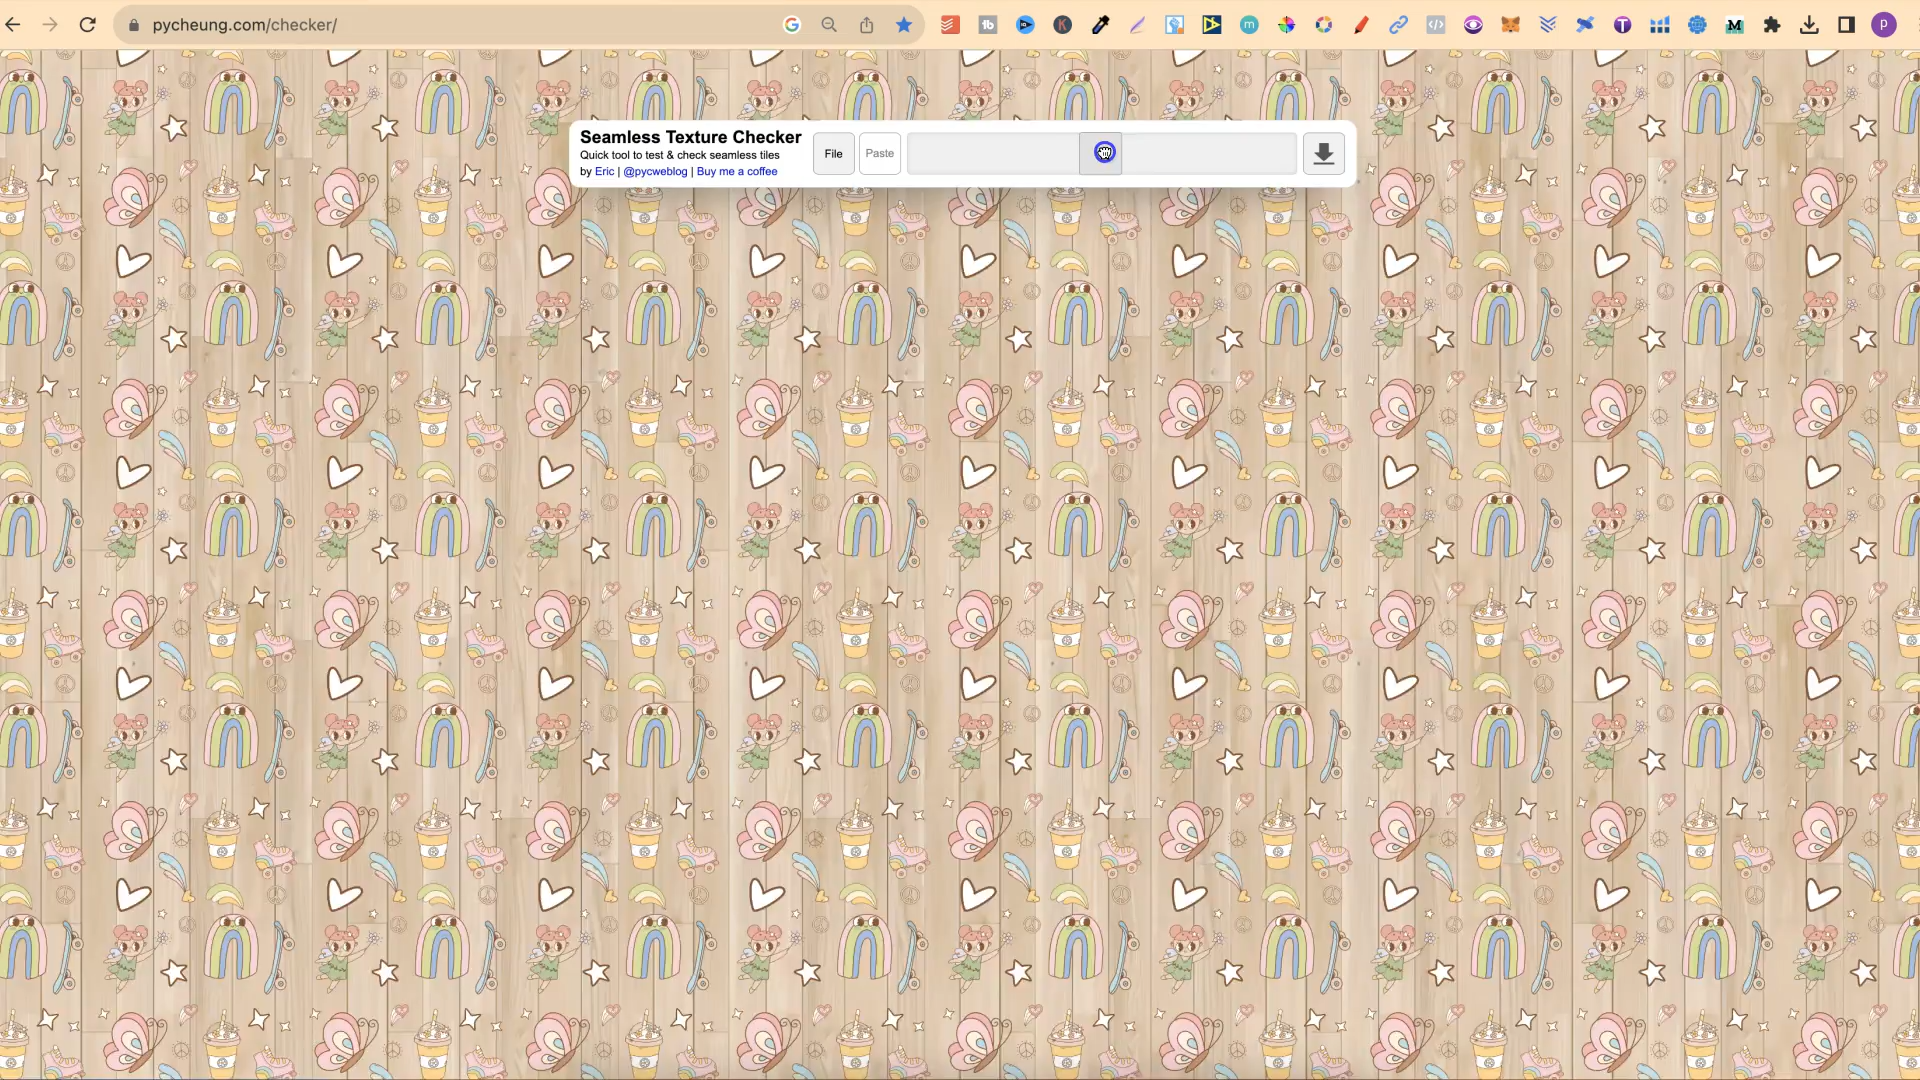 pycheung.com/checker/
Seamless Texture Checker
Quick tool to test & check seamless tiles
by Eric | @pycweblog | Buy me a coffee
File
Paste